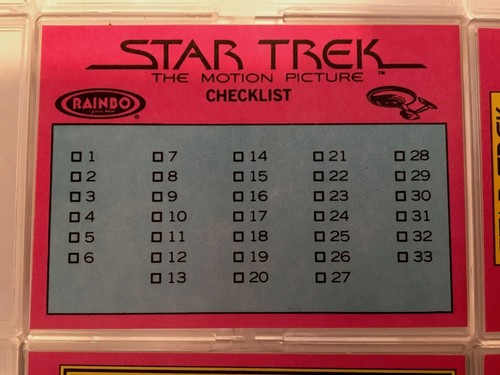 STAR TREK
THE MOTION PICTURE ™
CHECKLIST
RAINBO ®
1 7 14 21 28
2 8 15 22 29
3 9 16 23 30
4 10 17 24 31
5 11 18 25 32
6 12 19 26 33
13 20 27